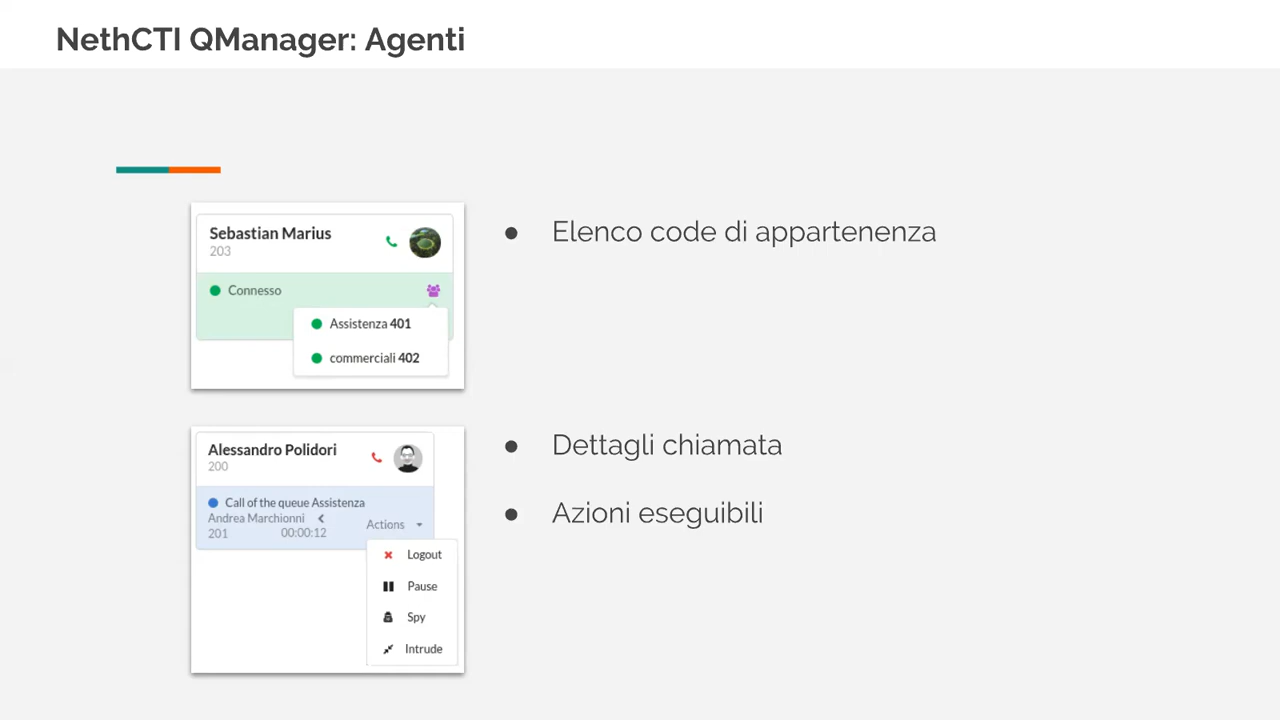 NethCTI QManager: Agenti
Sebastian Marius
203
Connesso
Assistenza 401
commerciali 402
● Elenco code di appartenenza
Alessandro Polidori
200
Call of the queue Assistenza
Andrea Marchionni
201 00:00:12
Actions
Logout
Pause
Spy
Intrude
● Dettagli chiamata
● Azioni eseguibili